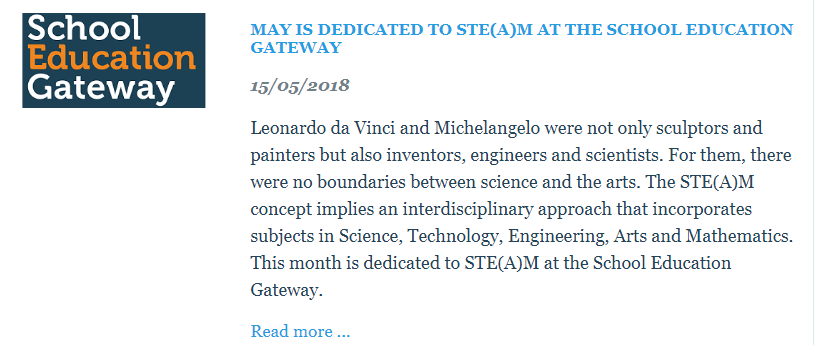 School
Education
Gateway
MAY IS DEDICATED TO STE(A)M AT THE SCHOOL EDUCATION
GATEWAY
15/05/2018
Leonardo da Vinci and Michelangelo were not only sculptors and
painters but also inventors, engineers and scientists. For them, there
were no boundaries between science and the arts. The STE(A)M
concept implies an interdisciplinary approach that incorporates
subjects in Science, Technology, Engineering, Arts and Mathematics.
This month is dedicated to STE(A)M at the School Education
Gateway.
Read more ...